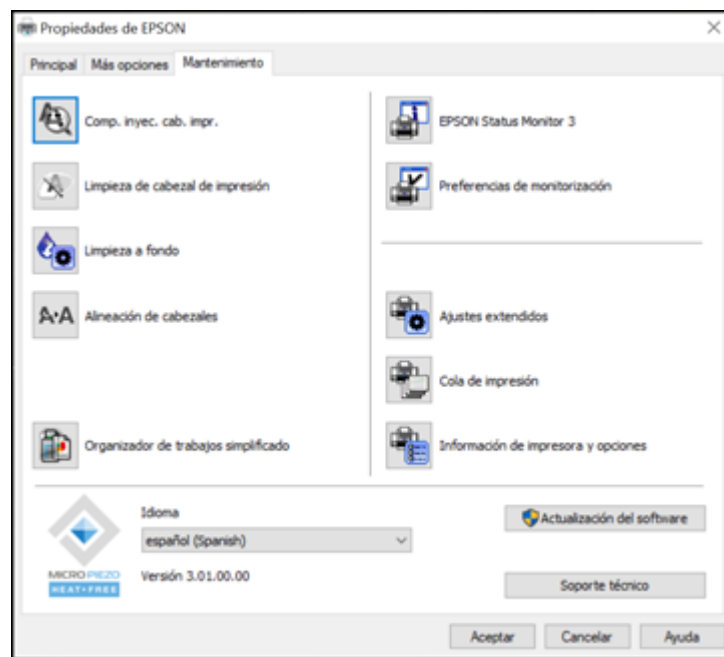 Propiedades de EPSON
Principal Más opciones Mantenimiento
Comp. inyec. cab. impr.
EPSON Status Monitor 3
Limpieza de cabezal de impresión
Preferencias de monitorización
Limpieza a fondo
A·A Alineación de cabezales
Ajustes extendidos
Cola de impresión
Organizador de trabajos simplificado
Información de impresora y opciones
Idioma
español (Spanish)
Actualización del software
MICRO PIEZO
HEAT-FREE
Versión 3.01.00.00
Soporte técnico
Aceptar Cancelar Ayuda